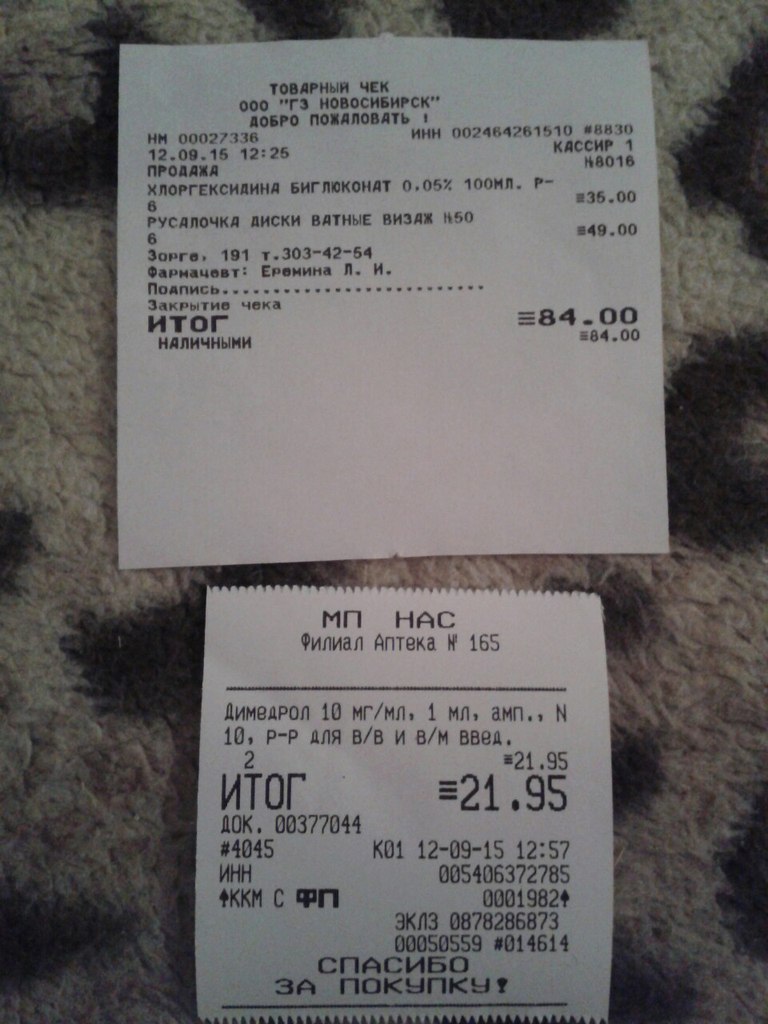 ТОВАРНЫЙ ЧЕК
ООО "ГЗ НОВОСИБИРСК"
ДОБРО ПОЖАЛОВАТЬ !
НМ 00027336 ИНН 002464261510 #8830
12.09.15 12:25 КАССИР 1
ПРОДАЖА №8016
ХЛОРГЕКСИДИНА БИГЛЮКОНАТ 0.05% 100МЛ. Р-
6 ≡35.00
РУСАЛОЧКА ДИСКИ ВАТНЫЕ ВИЗАЖ №50
6 ≡49.00
Зорге, 191 т.303-42-54
Фармацевт: Еремина Л. И.
Подпись..........................
Закрытие чека
ИТОГ ≡84.00
НАЛИЧНЫМИ ≡84.00
МП НАС
Филиал Аптека № 165
Димедрол 10 мг/мл, 1 мл, амп., N
10, р-р для в/в и в/м введ.
2 ≡21.95
ИТОГ ≡21.95
ДОК. 00377044
#4045 К01 12-09-15 12:57
ИНН 005406372785
↑ККМ С ФП 0001982↑
ЭКЛЗ 0878286873
00050559 #014614
СПАСИБО
ЗА ПОКУПКУ!